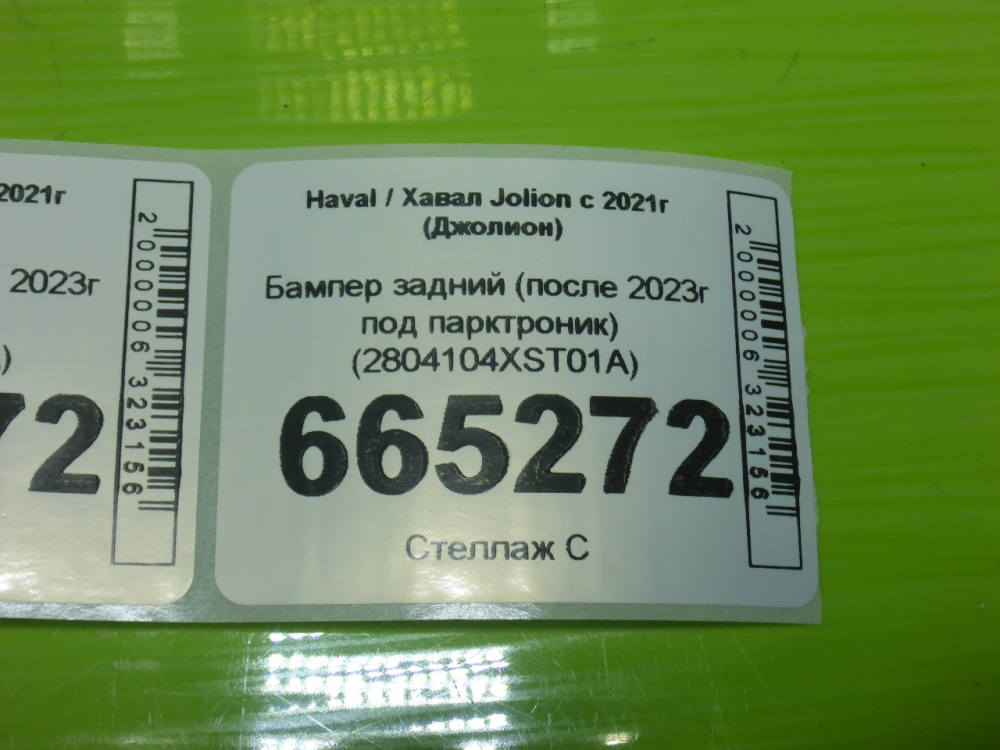 2021г
2023г
)
72
2000006323156
Haval / Хавал Jolion с 2021г
(Джолион)
Бампер задний (после 2023г
под парктроник)
(2804104XST01A)
665272
Стеллаж С
2000006323156